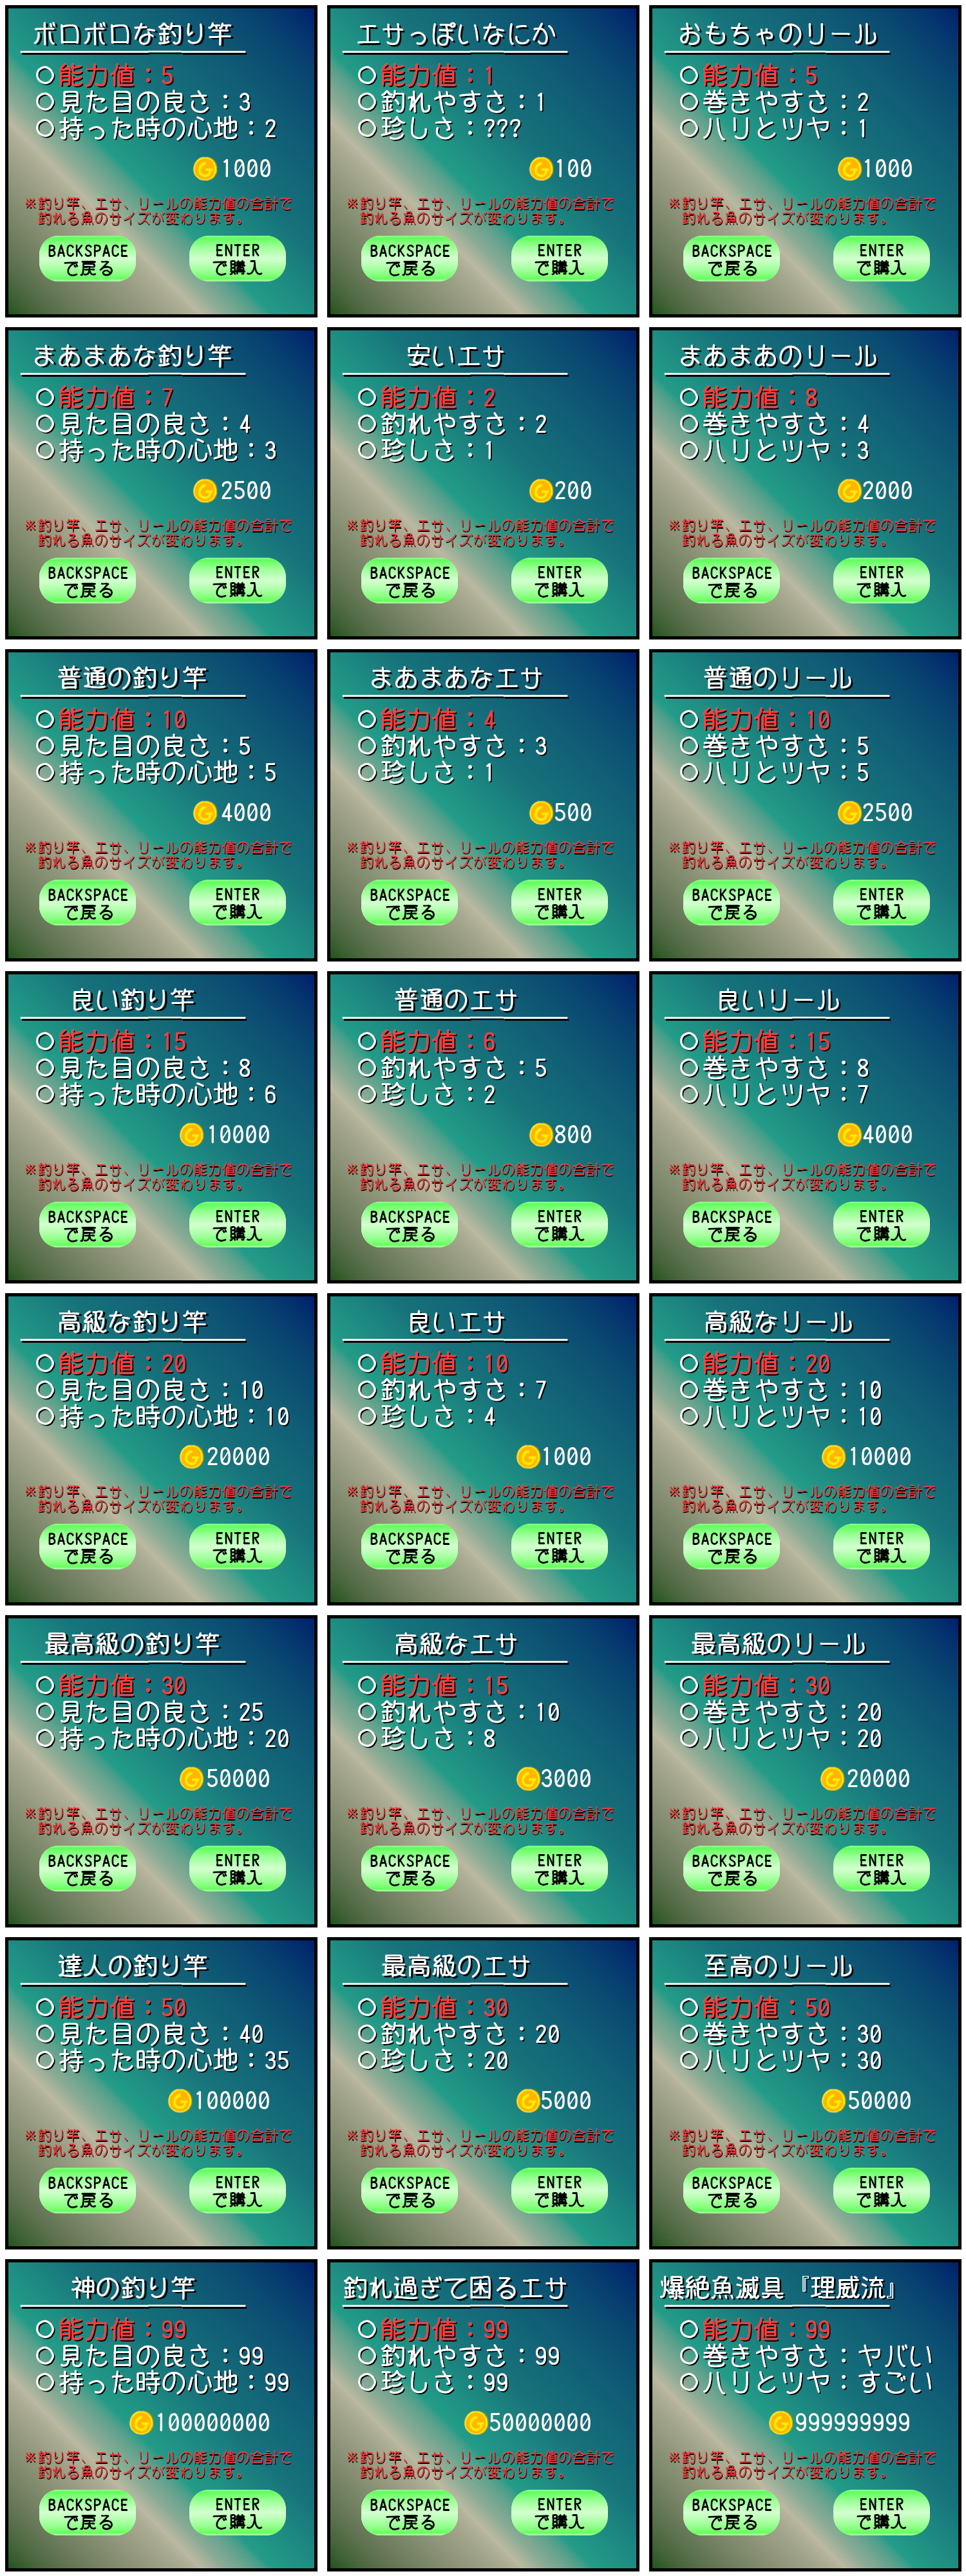 ボロボロな釣り竿
○能力値：5
○見た目の良さ：3
○持った時の心地：2
G 1000
※釣り竿、エサ、リールの能力値の合計で
釣れる魚のサイズが変わります。
BACKSPACE
で戻る
ENTER
で購入
エサっぽいなにか
○能力値：1
○釣れやすさ：1
○珍しさ：???
G 100
※釣り竿、エサ、リールの能力値の合計で
釣れる魚のサイズが変わります。
BACKSPACE
で戻る
ENTER
で購入
おもちゃのリール
○能力値：5
○巻きやすさ：2
○ハリとツヤ：1
G 1000
※釣り竿、エサ、リールの能力値の合計で
釣れる魚のサイズが変わります。
BACKSPACE
で戻る
ENTER
で購入
まあまあな釣り竿
○能力値：7
○見た目の良さ：4
○持った時の心地：3
G 2500
※釣り竿、エサ、リールの能力値の合計で
釣れる魚のサイズが変わります。
BACKSPACE
で戻る
ENTER
で購入
安いエサ
○能力値：2
○釣れやすさ：2
○珍しさ：1
G 200
※釣り竿、エサ、リールの能力値の合計で
釣れる魚のサイズが変わります。
BACKSPACE
で戻る
ENTER
で購入
まあまあのリール
○能力値：8
○巻きやすさ：4
○ハリとツヤ：3
G 2000
※釣り竿、エサ、リールの能力値の合計で
釣れる魚のサイズが変わります。
BACKSPACE
で戻る
ENTER
で購入
普通の釣り竿
○能力値：10
○見た目の良さ：5
○持った時の心地：5
G 4000
※釣り竿、エサ、リールの能力値の合計で
釣れる魚のサイズが変わります。
BACKSPACE
で戻る
ENTER
で購入
まあまあなエサ
○能力値：4
○釣れやすさ：3
○珍しさ：1
G 500
※釣り竿、エサ、リールの能力値の合計で
釣れる魚のサイズが変わります。
BACKSPACE
で戻る
ENTER
で購入
普通のリール
○能力値：10
○巻きやすさ：5
○ハリとツヤ：5
G 2500
※釣り竿、エサ、リールの能力値の合計で
釣れる魚のサイズが変わります。
BACKSPACE
で戻る
ENTER
で購入
良い釣り竿
○能力値：15
○見た目の良さ：8
○持った時の心地：6
G 10000
※釣り竿、エサ、リールの能力値の合計で
釣れる魚のサイズが変わります。
BACKSPACE
で戻る
ENTER
で購入
普通のエサ
○能力値：6
○釣れやすさ：5
○珍しさ：2
G 800
※釣り竿、エサ、リールの能力値の合計で
釣れる魚のサイズが変わります。
BACKSPACE
で戻る
ENTER
で購入
良いリール
○能力値：15
○巻きやすさ：8
○ハリとツヤ：7
G 4000
※釣り竿、エサ、リールの能力値の合計で
釣れる魚のサイズが変わります。
BACKSPACE
で戻る
ENTER
で購入
高級な釣り竿
○能力値：20
○見た目の良さ：10
○持った時の心地：10
G 20000
※釣り竿、エサ、リールの能力値の合計で
釣れる魚のサイズが変わります。
BACKSPACE
で戻る
ENTER
で購入
良いエサ
○能力値：10
○釣れやすさ：7
○珍しさ：4
G 1000
※釣り竿、エサ、リールの能力値の合計で
釣れる魚のサイズが変わります。
BACKSPACE
で戻る
ENTER
で購入
高級なリール
○能力値：20
○巻きやすさ：10
○ハリとツヤ：10
G 10000
※釣り竿、エサ、リールの能力値の合計で
釣れる魚のサイズが変わります。
BACKSPACE
で戻る
ENTER
で購入
最高級の釣り竿
○能力値：30
○見た目の良さ：25
○持った時の心地：20
G 50000
※釣り竿、エサ、リールの能力値の合計で
釣れる魚のサイズが変わります。
BACKSPACE
で戻る
ENTER
で購入
高級なエサ
○能力値：15
○釣れやすさ：10
○珍しさ：8
G 3000
※釣り竿、エサ、リールの能力値の合計で
釣れる魚のサイズが変わります。
BACKSPACE
で戻る
ENTER
で購入
最高級のリール
○能力値：30
○巻きやすさ：20
○ハリとツヤ：20
G 20000
※釣り竿、エサ、リールの能力値の合計で
釣れる魚のサイズが変わります。
BACKSPACE
で戻る
ENTER
で購入
達人の釣り竿
○能力値：50
○見た目の良さ：40
○持った時の心地：35
G 100000
※釣り竿、エサ、リールの能力値の合計で
釣れる魚のサイズが変わります。
BACKSPACE
で戻る
ENTER
で購入
最高級のエサ
○能力値：30
○釣れやすさ：20
○珍しさ：20
G 5000
※釣り竿、エサ、リールの能力値の合計で
釣れる魚のサイズが変わります。
BACKSPACE
で戻る
ENTER
で購入
至高のリール
○能力値：50
○巻きやすさ：30
○ハリとツヤ：30
G 50000
※釣り竿、エサ、リールの能力値の合計で
釣れる魚のサイズが変わります。
BACKSPACE
で戻る
ENTER
で購入
神の釣り竿
○能力値：99
○見た目の良さ：99
○持った時の心地：99
G 100000000
※釣り竿、エサ、リールの能力値の合計で
釣れる魚のサイズが変わります。
BACKSPACE
で戻る
ENTER
で購入
釣れ過ぎて困るエサ
○能力値：99
○釣れやすさ：99
○珍しさ：99
G 50000000
※釣り竿、エサ、リールの能力値の合計で
釣れる魚のサイズが変わります。
BACKSPACE
で戻る
ENTER
で購入
爆絶魚滅具『理威流』
○能力値：99
○巻きやすさ：ヤバい
○ハリとツヤ：すごい
G 999999999
※釣り竿、エサ、リールの能力値の合計で
釣れる魚のサイズが変わります。
BACKSPACE
で戻る
ENTER
で購入